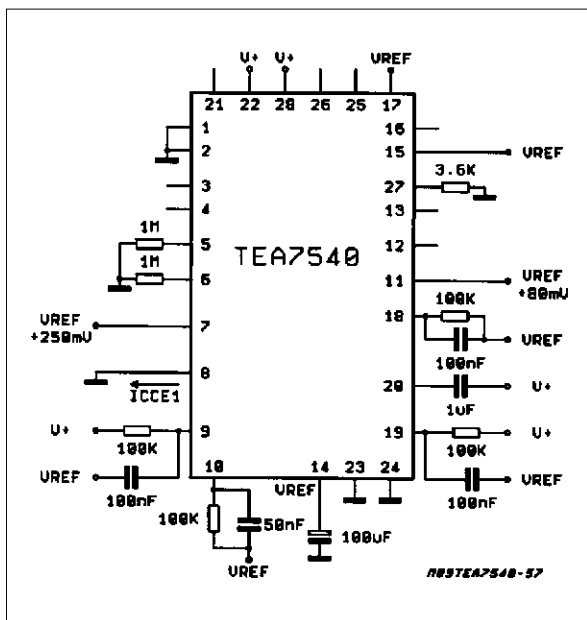 V+ V+ VREF
21 22 28 26 25 17
1 16
2 15 VREF
3 27 3.6K
4 13
1M
5 12
1M
TEA7540
6 11 VREF
+80mV
VREF
+250mV
7 18 100K
100nF VREF
8 20 1uF V+
ICCE1
V+ 100K 9 19 100K V+
VREF 100nF 100nF VREF
10 14 23 24
VREF
100K 50nF 100uF
VREF
M89TEA7540-57